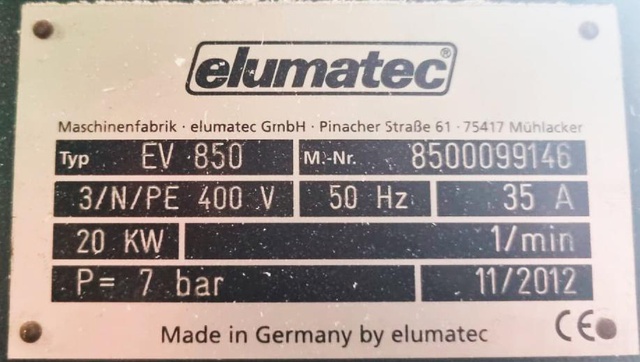 elumatec®
Maschinenfabrik · elumatec GmbH · Pinacher Straße 61 · 75417 Mühlacker
Typ EV 850 M.-Nr. 8500099146
3/N/PE 400 V 50 Hz 35 A
20 KW 1/min
P= 7 bar 11/2012
Made in Germany by elumatec CE